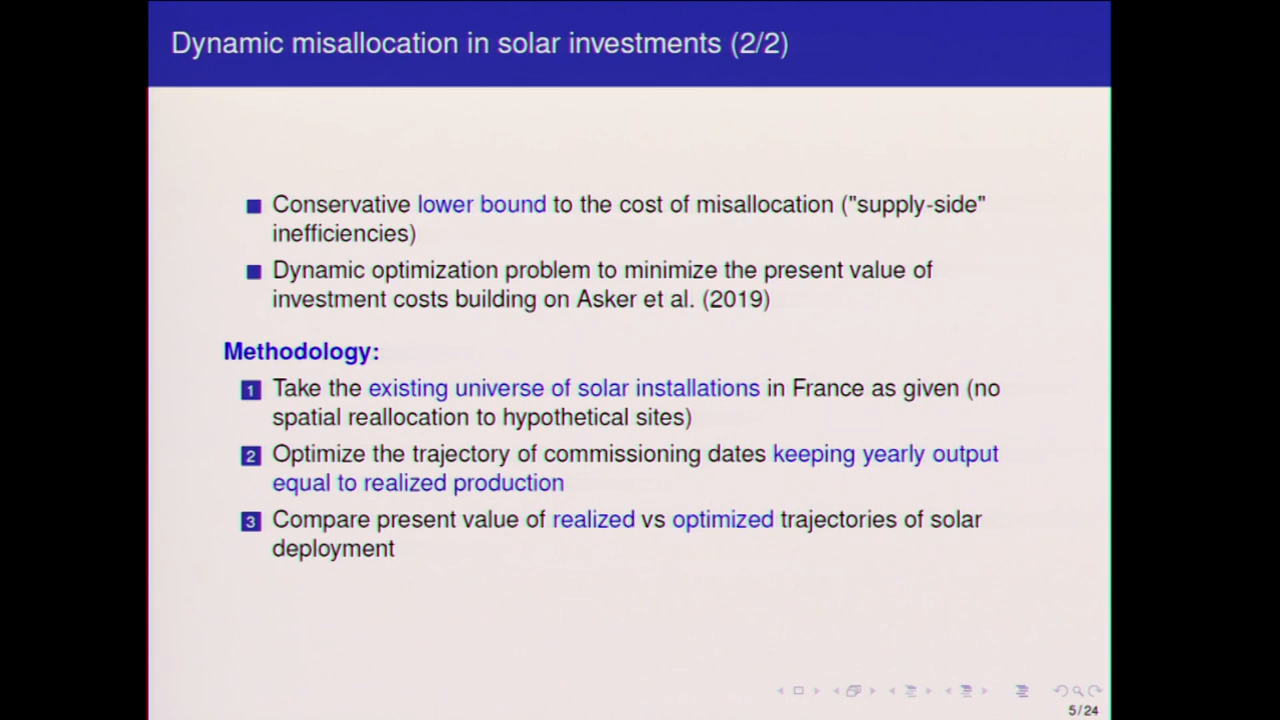 Dynamic misallocation in solar investments (2/2)
Conservative lower bound to the cost of misallocation ("supply-side"
inefficiencies)
Dynamic optimization problem to minimize the present value of
investment costs building on Asker et al. (2019)
Methodology:
1 Take the existing universe of solar installations in France as given (no
spatial reallocation to hypothetical sites)
2 Optimize the trajectory of commissioning dates keeping yearly output
equal to realized production
3 Compare present value of realized vs optimized trajectories of solar
deployment
5/24